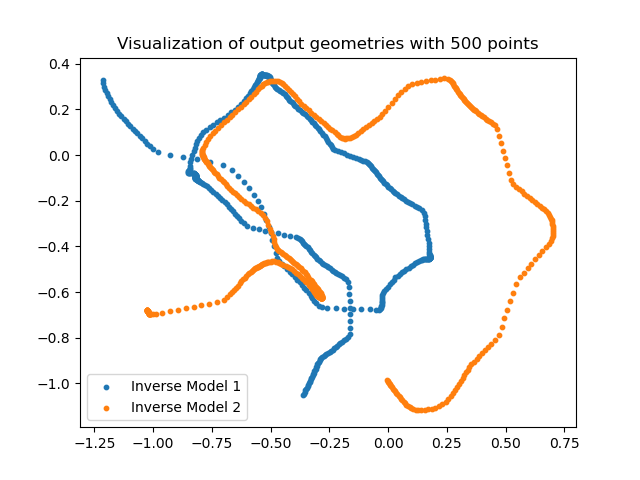 Visualization of output geometries with 500 points
0.4
0.2
0.0
−0.2
−0.4
−0.6
−0.8
−1.0
Inverse Model 1
Inverse Model 2
−1.25 −1.00 −0.75 −0.50 −0.25 0.00 0.25 0.50 0.75